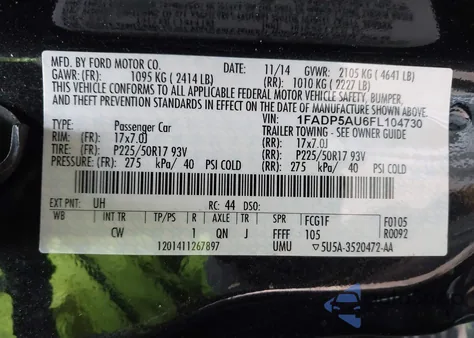 MFD. BY FORD MOTOR CO.
DATE: 11/14 GVWR: 2105 KG ( 4641 LB)
GAWR: (FR) 1095 KG ( 2414 LB) (RR) 1010 KG ( 2227 LB)
THIS VEHICLE CONFORMS TO ALL APPLICABLE FEDERAL MOTOR VEHICLE SAFETY, BUMPER,
AND THEFT PREVENTION STANDARDS IN EFFECT ON THE DATE OF MANUFACTURE
SHOWN ABOVE.
VIN: 1FADP5AU6FL104730
TYPE: Passenger Car TRAILER TOWING - SEE OWNER GUIDE
RIM: 17x7.0J 17x7.0J
TIRE: (FR) P225/50R17 93V (RR) P225/50R17 93V
PRESSURE: (FR) 275 kPa/ 40 PSI (RR) 275 kPa/ 40 PSI
EXT PNT: UH RC: 44 DSO:
WB INT TR TP/PS R AXLE TR SPR FCG1F F0105
CW 1 QN J FFFF 105 R0092
1201411267897 UMU 5U5A-3520472-AA